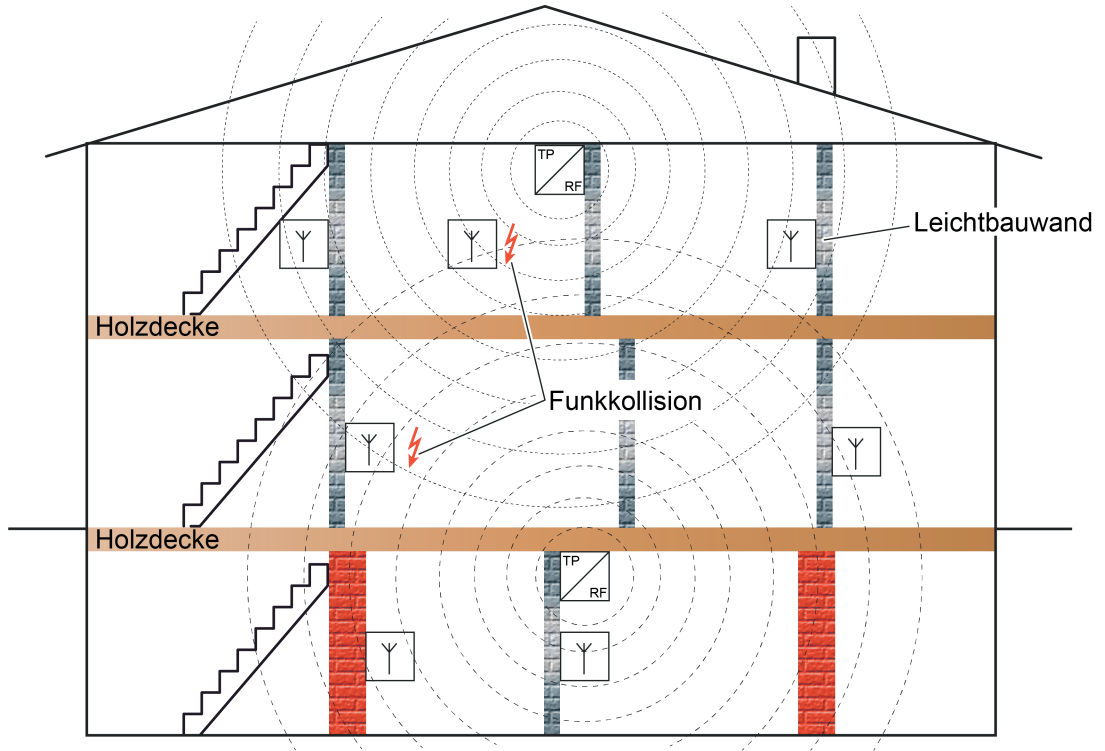 TP
RF
Leichtbauwand
Holzdecke
Funkkollision
Holzdecke
TP
RF